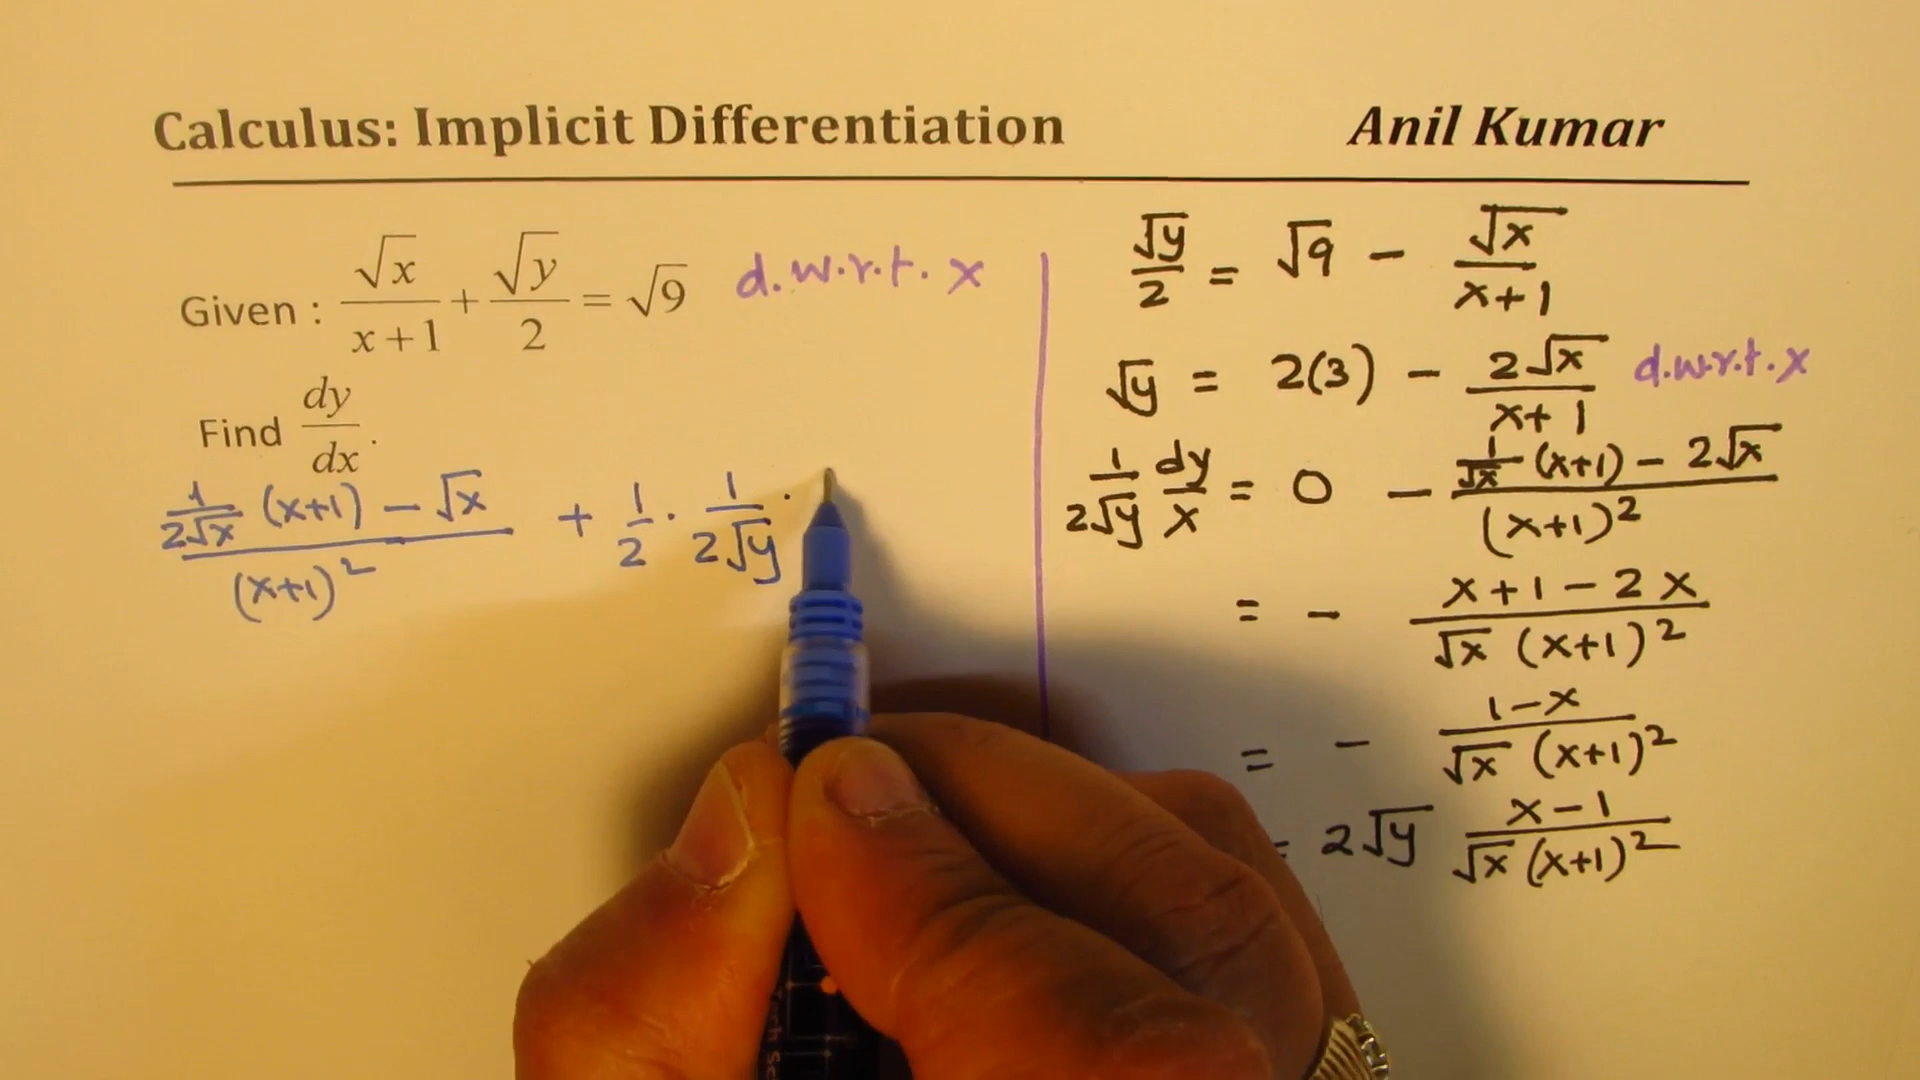 Calculus: Implicit Differentiation Anil Kumar
Given : √x/(x+1) + √y/2 = √9 d.w.r.t. x
Find dy/dx.
(1/(2√x) (x+1) − √x)/(x+1)² + 1/2 · 1/(2√y) ·
√y/2 = √9 − √x/(x+1)
√y = 2(3) − 2√x/(x+1) d.w.r.t. x
1/(2√y) dy/x = 0 − (1/√x (x+1) − 2√x)/(x+1)²
= − (x+1−2x)/(√x (x+1)²)
= − (1−x)/(√x (x+1)²)
= 2√y (x−1)/(√x (x+1)²)